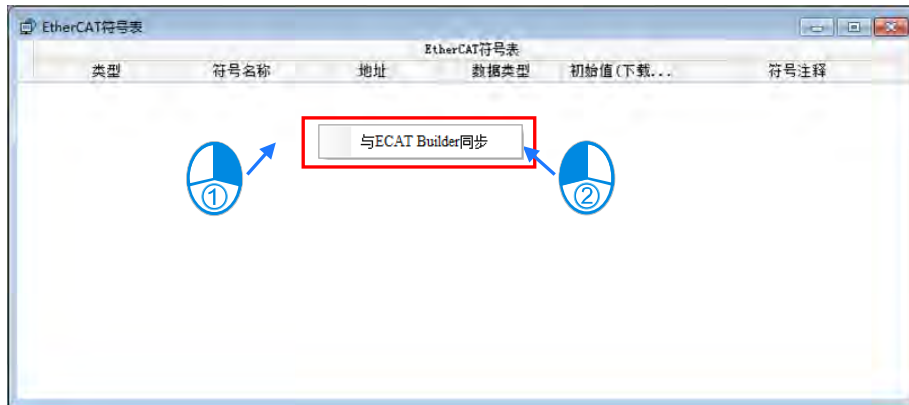 EtherCAT符号表
EtherCAT符号表
类型 符号名称 地址 数据类型 初始值(下载... 符号注释
与ECAT Builder同步
① ②